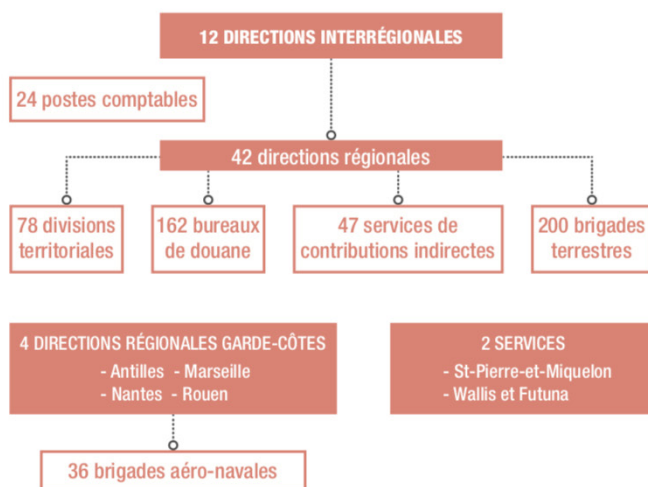 12 DIRECTIONS INTERRÉGIONALES
24 postes comptables
42 directions régionales
78 divisions
territoriales
162 bureaux
de douane
47 services de
contributions indirectes
200 brigades
terrestres
4 DIRECTIONS RÉGIONALES GARDE-CÔTES
- Antilles - Marseille
- Nantes - Rouen
2 SERVICES
- St-Pierre-et-Miquelon
- Wallis et Futuna
36 brigades aéro-navales